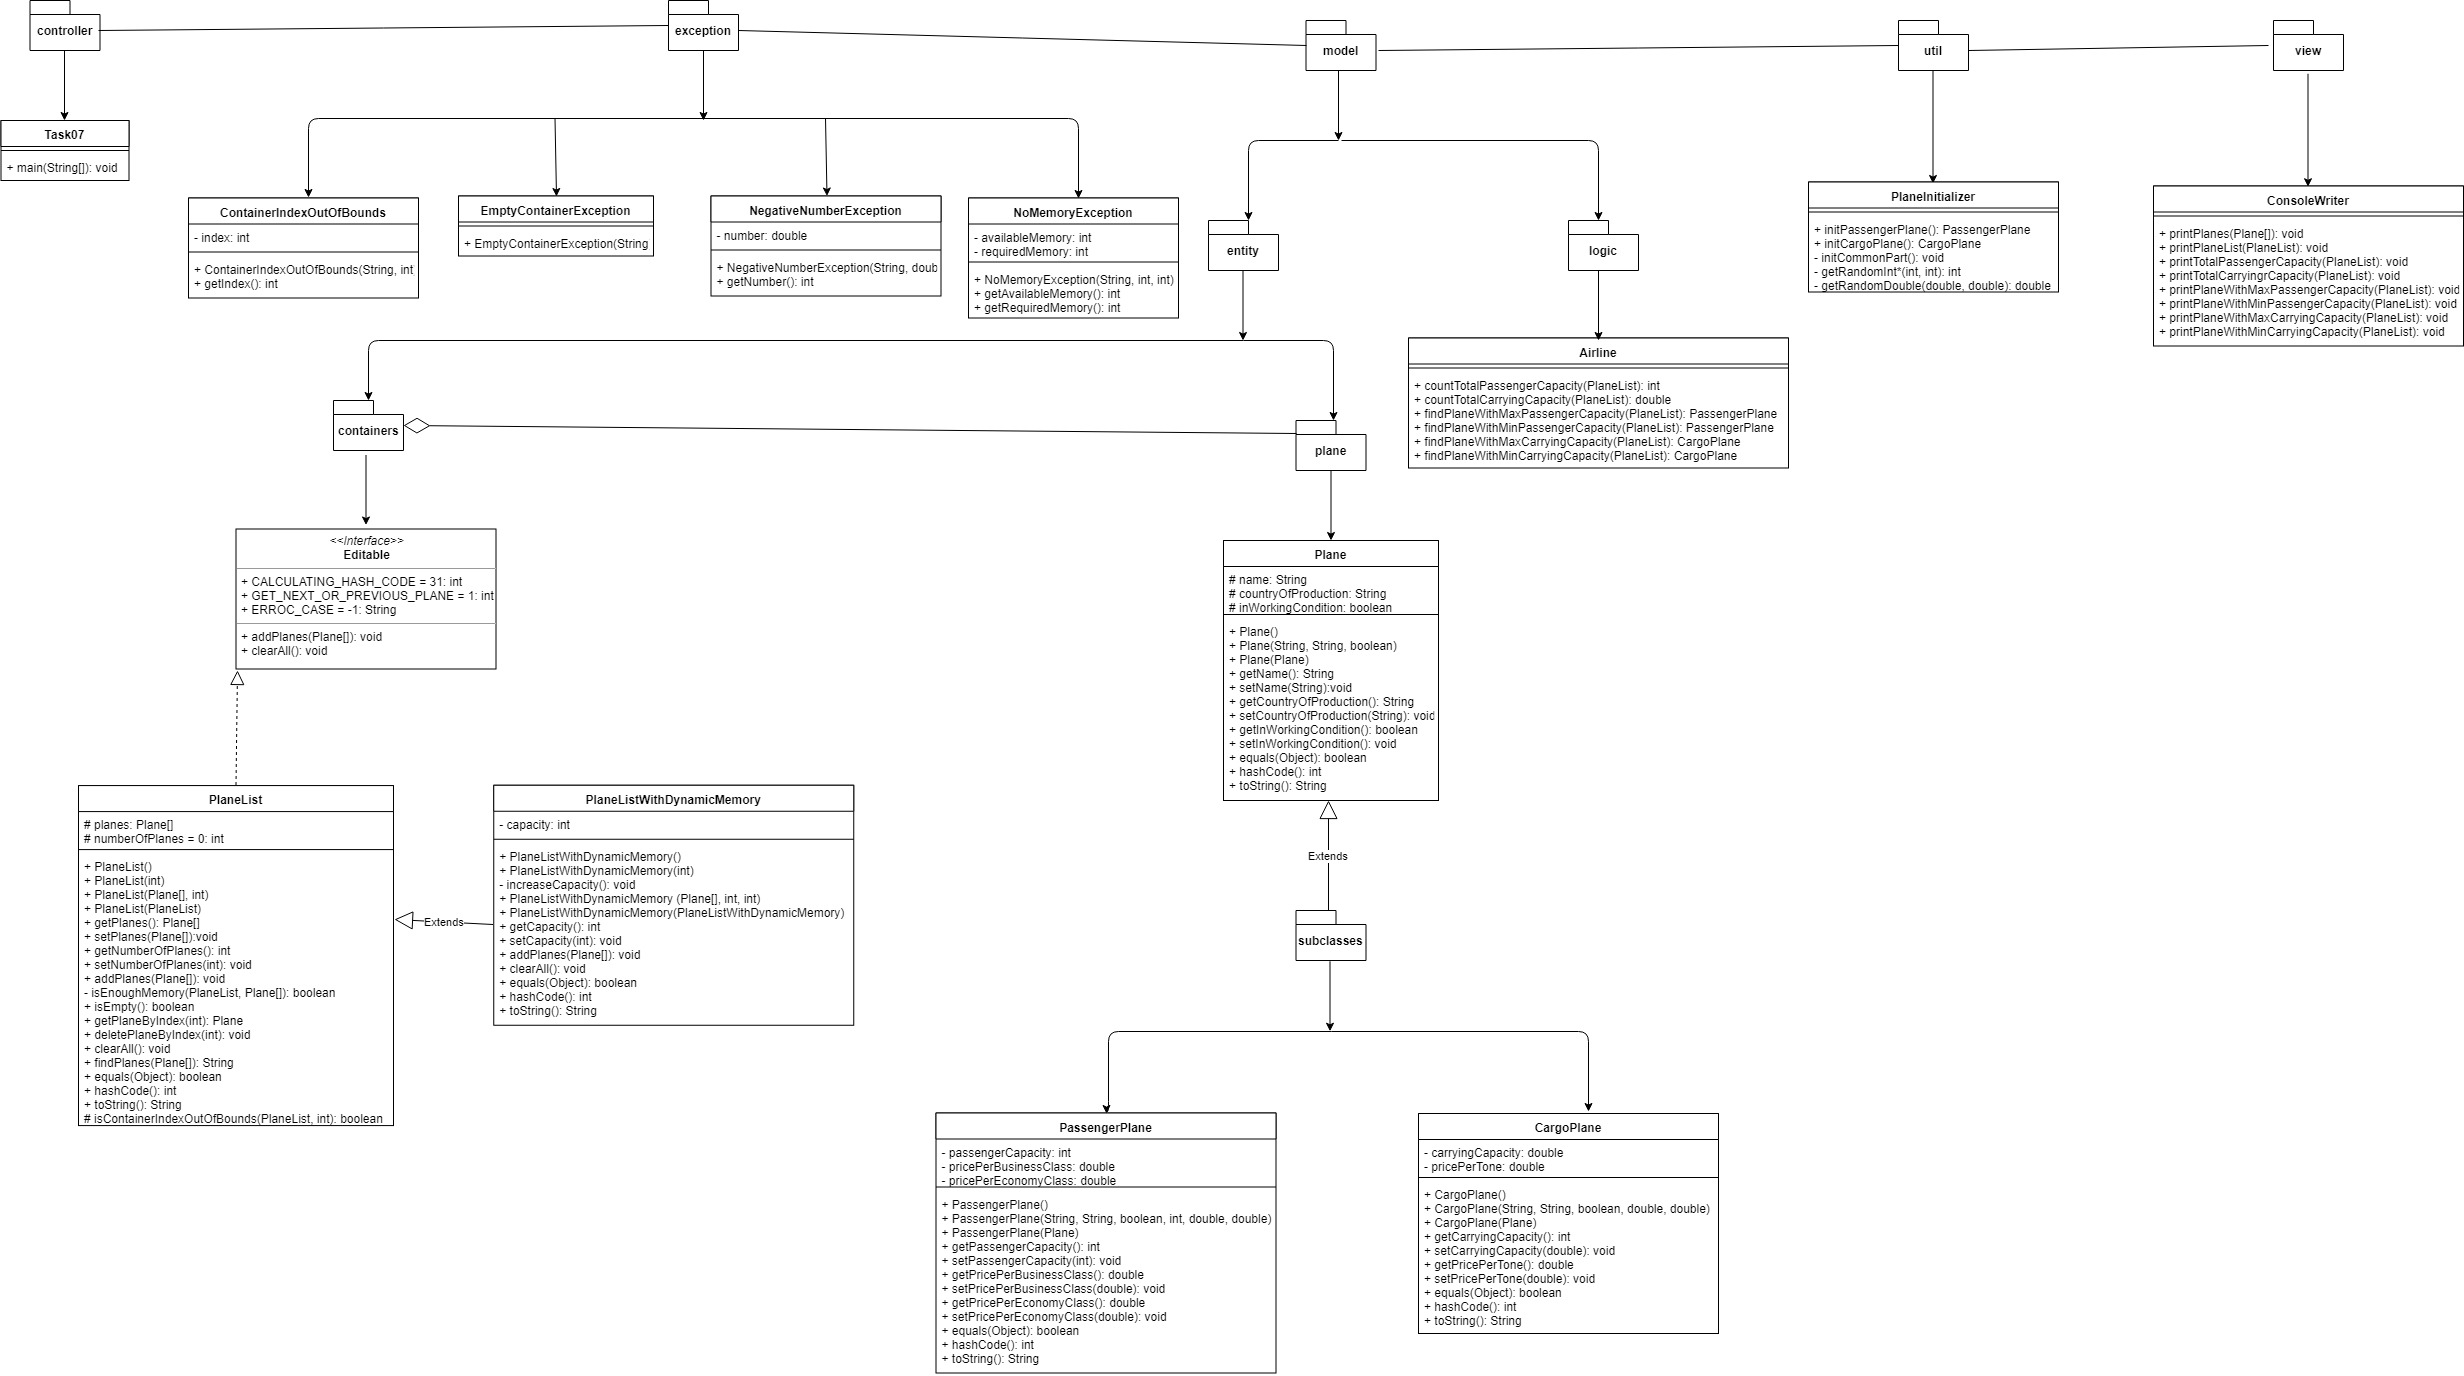 controller
exception
model
util
view
Task07
+ main(String[]): void
ContainerIndexOutOfBounds
- index: int
+ ContainerIndexOutOfBounds(String, int
+ getIndex(): int
EmptyContainerException
+ EmptyContainerException(String
NegativeNumberException
- number: double
+ NegativeNumberException(String, doub
+ getNumber(): int
NoMemoryException
- availableMemory: int
- requiredMemory: int
+ NoMemoryException(String, int, int)
+ getAvailableMemory(): int
+ getRequiredMemory(): int
entity
logic
PlaneInitializer
+ initPassengerPlane(): PassengerPlane
+ initCargoPlane(): CargoPlane
- initCommonPart(): void
- getRandomInt*(int, int): int
- getRandomDouble(double, double): double
ConsoleWriter
+ printPlanes(Plane[]): void
+ printPlaneList(PlaneList): void
+ printTotalPassengerCapacity(PlaneList): void
+ printTotalCarryingrCapacity(PlaneList): void
+ printPlaneWithMaxPassengerCapacity(PlaneList): void
+ printPlaneWithMinPassengerCapacity(PlaneList): void
+ printPlaneWithMaxCarryingCapacity(PlaneList): void
+ printPlaneWithMinCarryingCapacity(PlaneList): void
Airline
+ countTotalPassengerCapacity(PlaneList): int
+ countTotalCarryingCapacity(PlaneList): double
+ findPlaneWithMaxPassengerCapacity(PlaneList): PassengerPlane
+ findPlaneWithMinPassengerCapacity(PlaneList): PassengerPlane
+ findPlaneWithMaxCarryingCapacity(PlaneList): CargoPlane
+ findPlaneWithMinCarryingCapacity(PlaneList): CargoPlane
containers
plane
<<Interface>>
Editable
+ CALCULATING_HASH_CODE = 31: int
+ GET_NEXT_OR_PREVIOUS_PLANE = 1: int
+ ERROC_CASE = -1: String
+ addPlanes(Plane[]): void
+ clearAll(): void
Plane
# name: String
# countryOfProduction: String
# inWorkingCondition: boolean
+ Plane()
+ Plane(String, String, boolean)
+ Plane(Plane)
+ getName(): String
+ setName(String):void
+ getCountryOfProduction(): String
+ setCountryOfProduction(String): void
+ getInWorkingCondition(): boolean
+ setInWorkingCondition(): void
+ equals(Object): boolean
+ hashCode(): int
+ toString(): String
PlaneList
# planes: Plane[]
# numberOfPlanes = 0: int
+ PlaneList()
+ PlaneList(int)
+ PlaneList(Plane[], int)
+ PlaneList(PlaneList)
+ getPlanes(): Plane[]
+ setPlanes(Plane[]):void
+ getNumberOfPlanes(): int
+ setNumberOfPlanes(int): void
+ addPlanes(Plane[]): void
- isEnoughMemory(PlaneList, Plane[]): boolean
+ isEmpty(): boolean
+ getPlaneByIndex(int): Plane
+ deletePlaneByIndex(int): void
+ clearAll(): void
+ findPlanes(Plane[]): String
+ equals(Object): boolean
+ hashCode(): int
+ toString(): String
# isContainerIndexOutOfBounds(PlaneList, int): boolean
Extends
PlaneListWithDynamicMemory
- capacity: int
+ PlaneListWithDynamicMemory()
+ PlaneListWithDynamicMemory(int)
- increaseCapacity(): void
+ PlaneListWithDynamicMemory (Plane[], int, int)
+ PlaneListWithDynamicMemory(PlaneListWithDynamicMemory)
+ getCapacity(): int
+ setCapacity(int): void
+ addPlanes(Plane[]): void
+ clearAll(): void
+ equals(Object): boolean
+ hashCode(): int
+ toString(): String
Extends
subclasses
PassengerPlane
- passengerCapacity: int
- pricePerBusinessClass: double
- pricePerEconomyClass: double
+ PassengerPlane()
+ PassengerPlane(String, String, boolean, int, double, double)
+ PassengerPlane(Plane)
+ getPassengerCapacity(): int
+ setPassengerCapacity(int): void
+ getPricePerBusinessClass(): double
+ setPricePerBusinessClass(double): void
+ getPricePerEconomyClass(): double
+ setPricePerEconomyClass(double): void
+ equals(Object): boolean
+ hashCode(): int
+ toString(): String
CargoPlane
- carryingCapacity: double
- pricePerTone: double
+ CargoPlane()
+ CargoPlane(String, String, boolean, double, double)
+ CargoPlane(Plane)
+ getCarryingCapacity(): int
+ setCarryingCapacity(double): void
+ getPricePerTone(): double
+ setPricePerTone(double): void
+ equals(Object): boolean
+ hashCode(): int
+ toString(): String